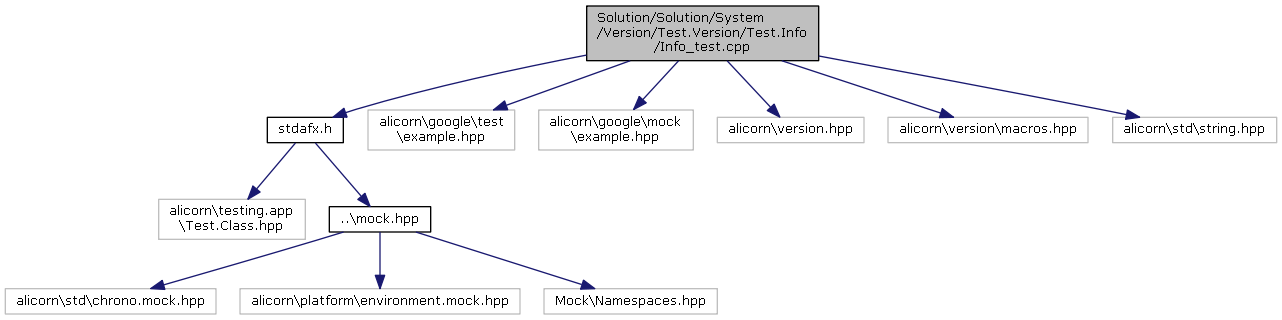 Solution/Solution/System
/Version/Test.Version/Test.Info
/Info_test.cpp
stdafx.h
alicorn\google\test
\example.hpp
alicorn\google\mock
\example.hpp
alicorn\version.hpp
alicorn\version\macros.hpp
alicorn\std\string.hpp
alicorn\testing.app
\Test.Class.hpp
..\mock.hpp
alicorn\std\chrono.mock.hpp
alicorn\platform\environment.mock.hpp
Mock\Namespaces.hpp